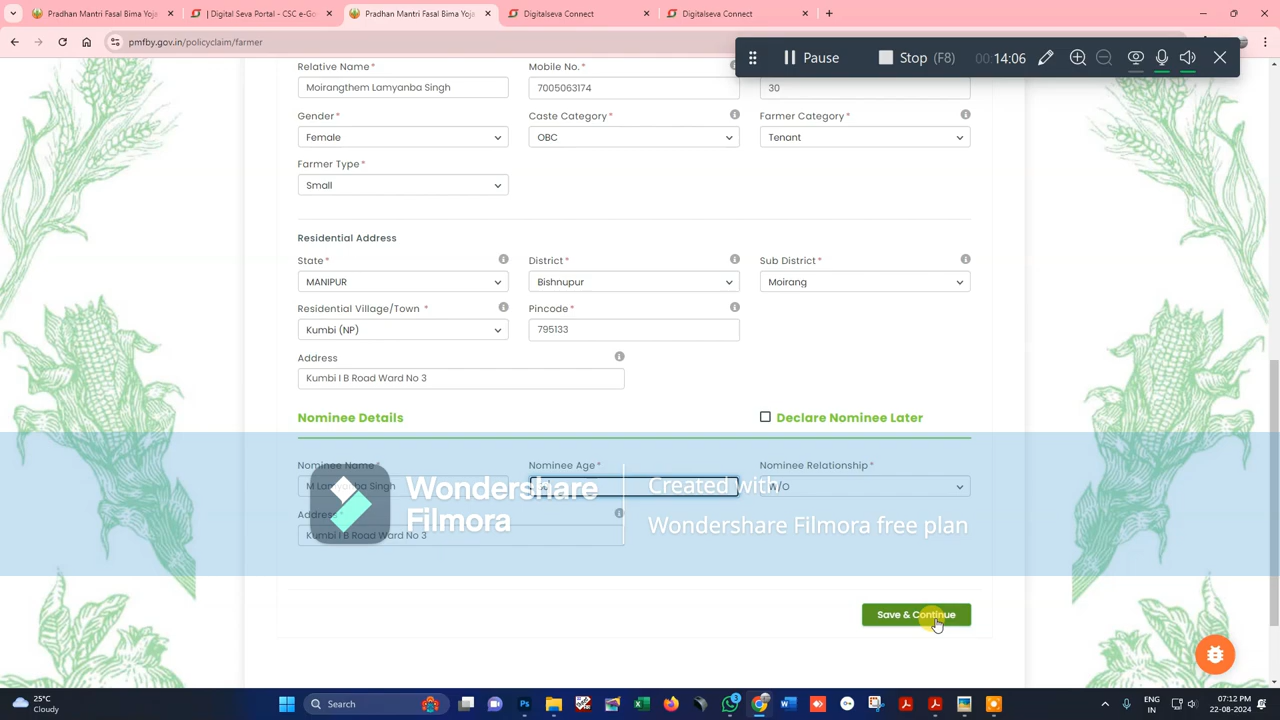 Pradhan Mantri Fasal Bima Yoja
Digital Seva Portal - CSC e-Go
Pradhan Mantri Fasal Bima Yoja
Digitalseva Connect
Digitalseva Connect
pmfby.gov.in/policyclaim/farmer
Pause
Stop (F8)
00:14:06
Relative Name*
Mobile No.*
Moirangthem Lamyanba Singh
7005063174
30
Gender*
Caste Category*
Farmer Category*
Female
OBC
Tenant
Farmer Type*
Small
Residential Address
State*
District*
Sub District*
MANIPUR
Bishnupur
Moirang
Residential Village/Town *
Pincode*
Kumbi (NP)
795133
Address
Kumbi I B Road Ward No 3
Nominee Details
Declare Nominee Later
Nominee Name*
Nominee Age*
Nominee Relationship*
M Lamyanba Singh
W/O
Wondershare
Filmora
Created with
Wondershare Filmora free plan
Address*
Kumbi I B Road Ward No 3
Save & Continue
25°C
Cloudy
Search
3
ENG
IN
07:12 PM
22-08-2024